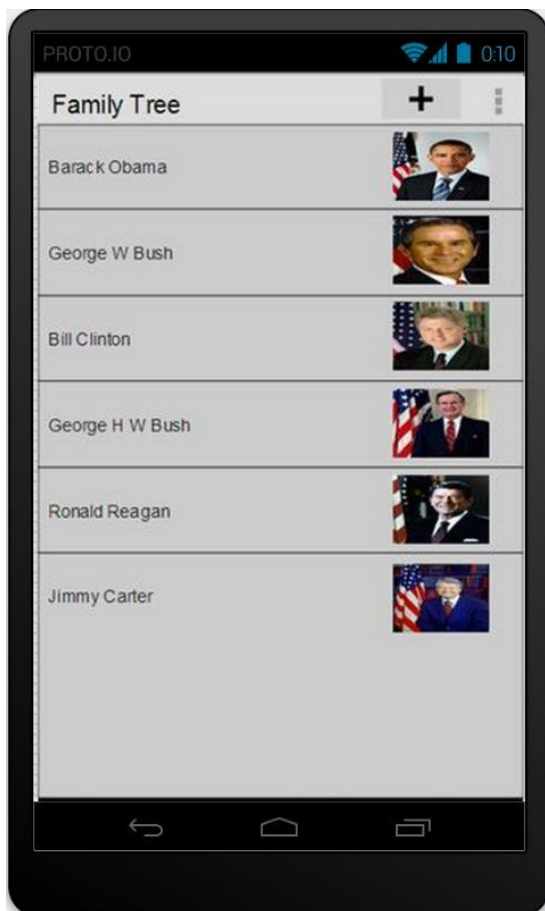 PROTO.IO 0:10
Family Tree +
Barack Obama
George W Bush
Bill Clinton
George H W Bush
Ronald Reagan
Jimmy Carter